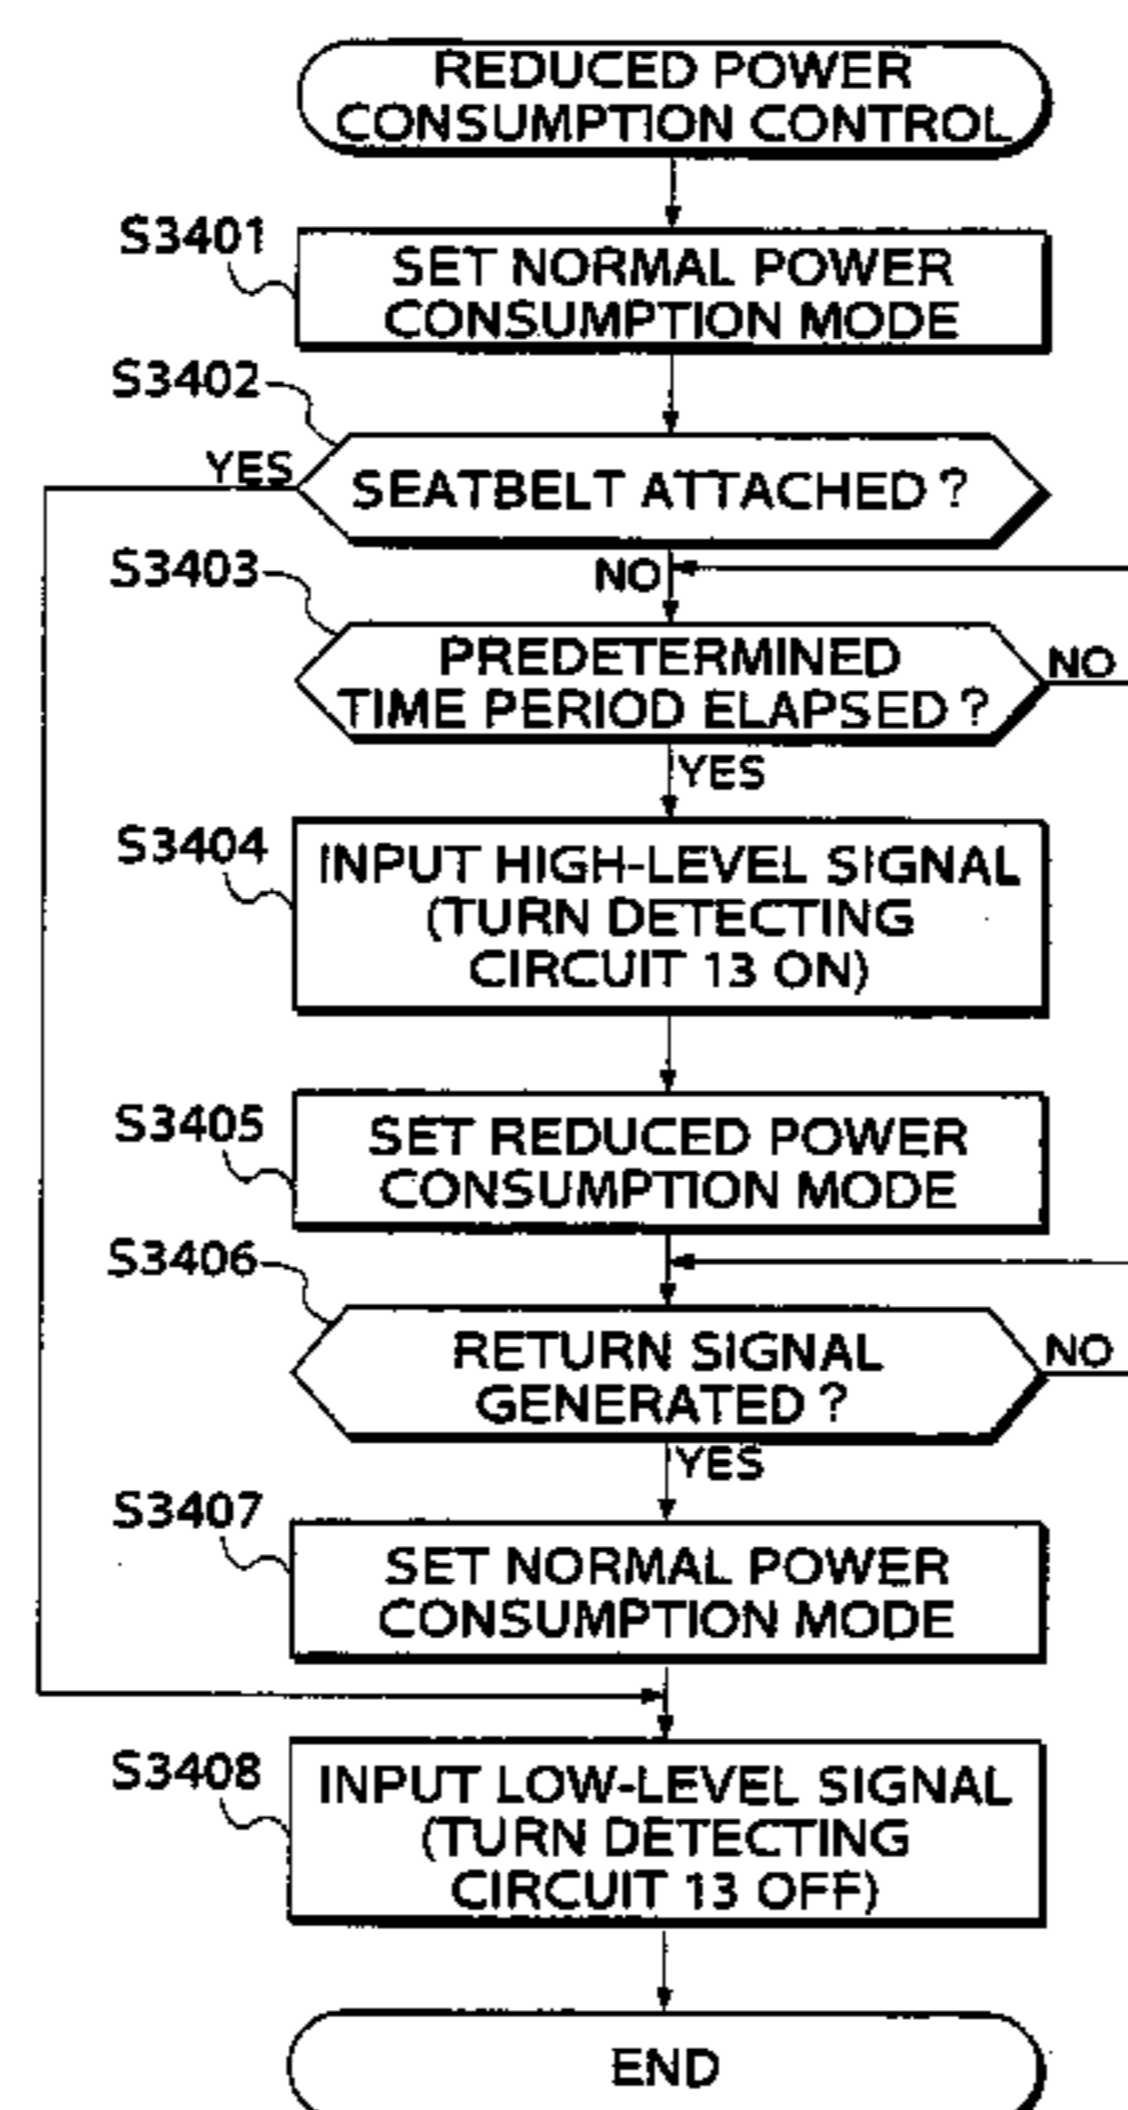 REDUCED POWER
CONSUMPTION CONTROL
S3401
SET NORMAL POWER
CONSUMPTION MODE
S3402
YES
SEATBELT ATTACHED?
S3403
NO
PREDETERMINED
TIME PERIOD ELAPSED?
NO
YES
S3404
INPUT HIGH-LEVEL SIGNAL
(TURN DETECTING
CIRCUIT 13 ON)
S3405
SET REDUCED POWER
CONSUMPTION MODE
S3406
RETURN SIGNAL
GENERATED?
NO
YES
S3407
SET NORMAL POWER
CONSUMPTION MODE
S3408
INPUT LOW-LEVEL SIGNAL
(TURN DETECTING
CIRCUIT 13 OFF)
END